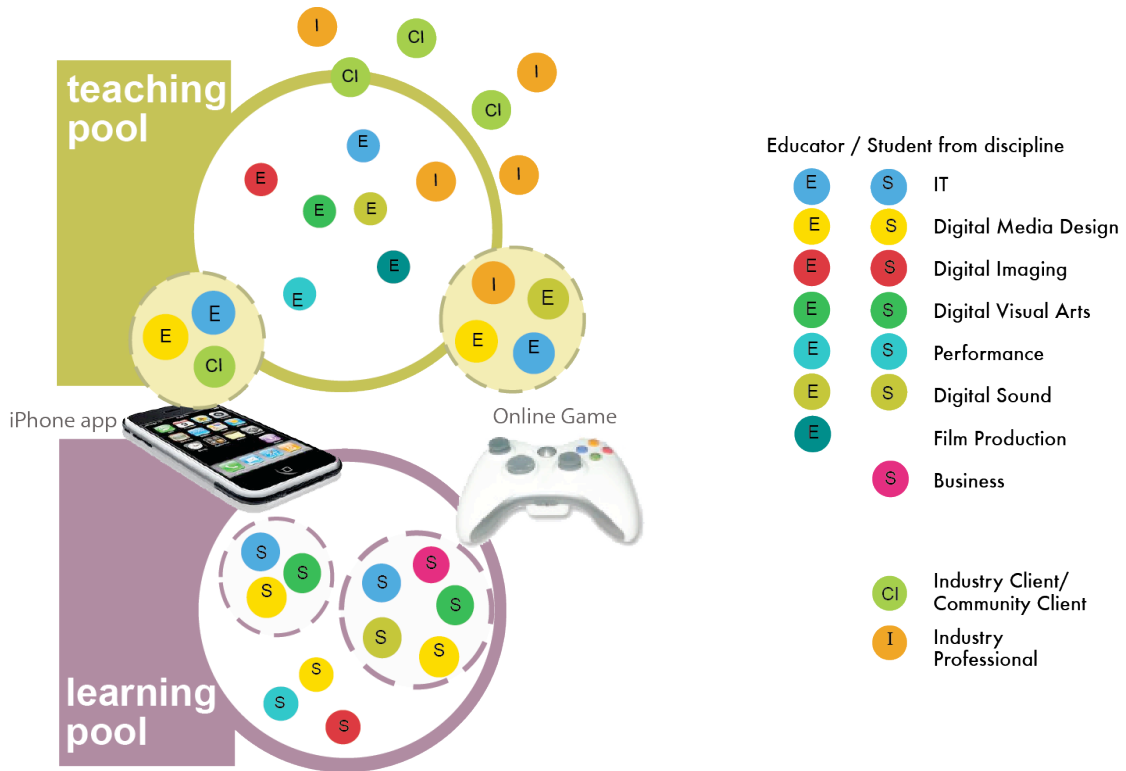 I
CI
CI
I
CI
teaching
pool
E
E
I
I
E
E
E
E
I
E
E
E
E
E
CI
iPhone app
Online Game
S
S
S
S
S
S
S
S
S
S
S
learning
pool
Educator / Student from discipline
E S IT
E S Digital Media Design
E S Digital Imaging
E S Digital Visual Arts
E S Performance
E S Digital Sound
E Film Production
S Business
CI Industry Client/
Community Client
I Industry
Professional